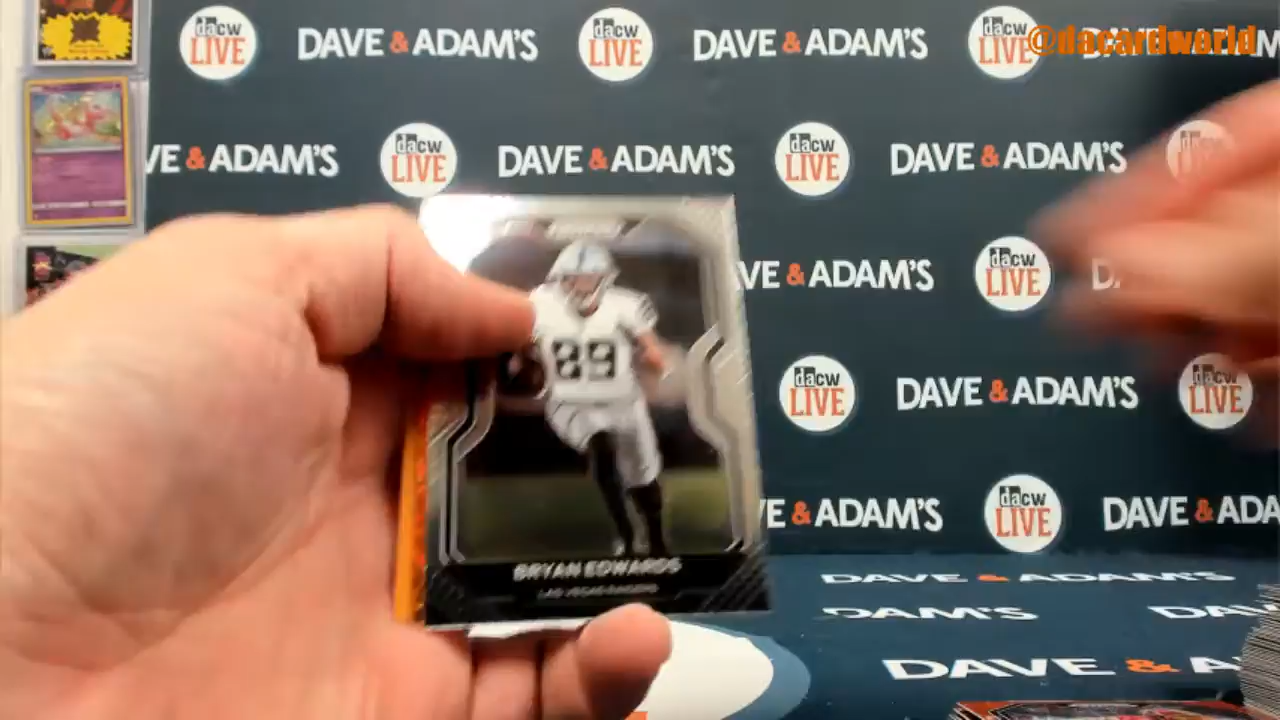 dacw LIVE DAVE & ADAM'S dacw LIVE DAVE & ADAM'S dacw LIVE
@dacardworld
VE & ADAM'S dacw LIVE DAVE & ADAM'S dacw LIVE DAVE & ADAM'S
VE & ADAM'S dacw LIVE D
89
dacw LIVE DAVE & ADAM'S dacw LIVE
VE & ADAM'S dacw LIVE DAVE & ADA
BRYAN EDWARDS
LAS VEGAS RAIDERS
DAVE & ADAM'S
DAM'S DAVE
DAVE & A